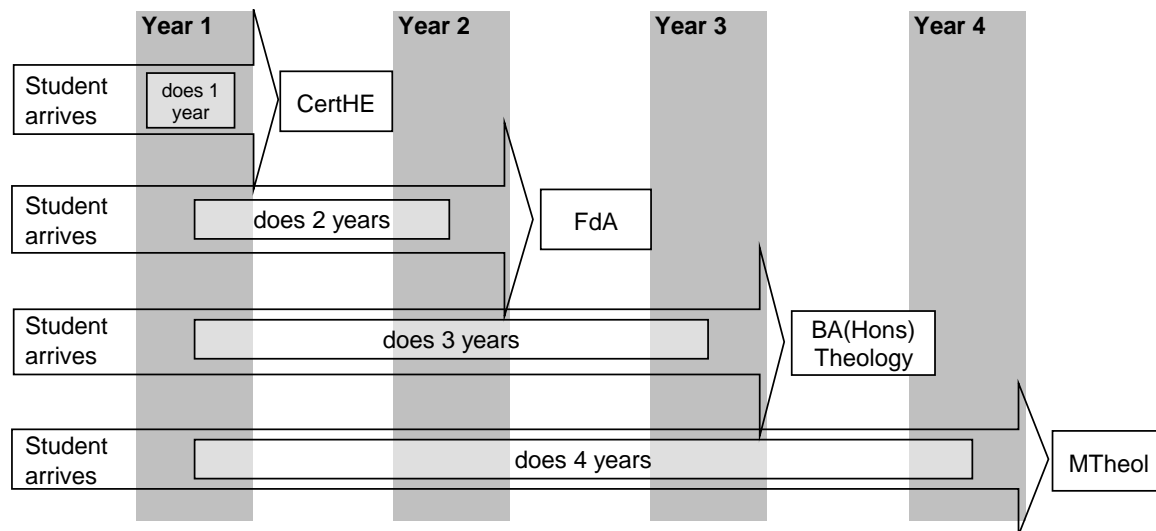 Year 1
Year 2
Year 3
Year 4
Student
arrives
does 1
year
CertHE
Student
arrives
does 2 years
FdA
Student
arrives
does 3 years
BA(Hons)
Theology
Student
arrives
does 4 years
MTheol